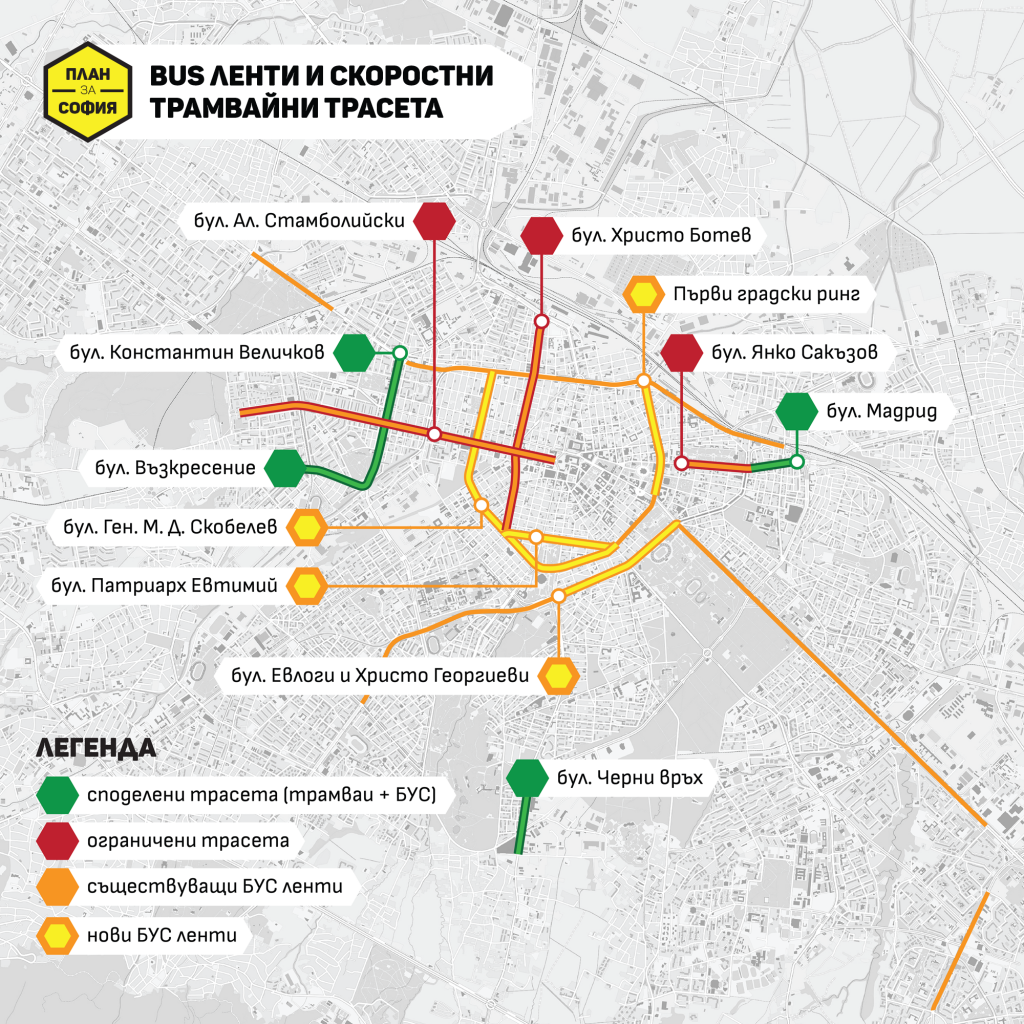 ПЛАН
ЗА
СОФИЯ
BUS ЛЕНТИ И СКОРОСТНИ
ТРАМВАЙНИ ТРАСЕТА
бул. Ал. Стамболийски
бул. Христо Ботев
Първи градски ринг
бул. Константин Величков
бул. Янко Сакъзов
бул. Мадрид
бул. Възкресение
бул. Ген. М. Д. Скобелев
бул. Патриарх Евтимий
бул. Евлоги и Христо Георгиеви
бул. Черни връх
ЛЕГЕНДА
споделени трасета (трамваи + БУС)
ограничени трасета
съществуващи БУС ленти
нови БУС ленти